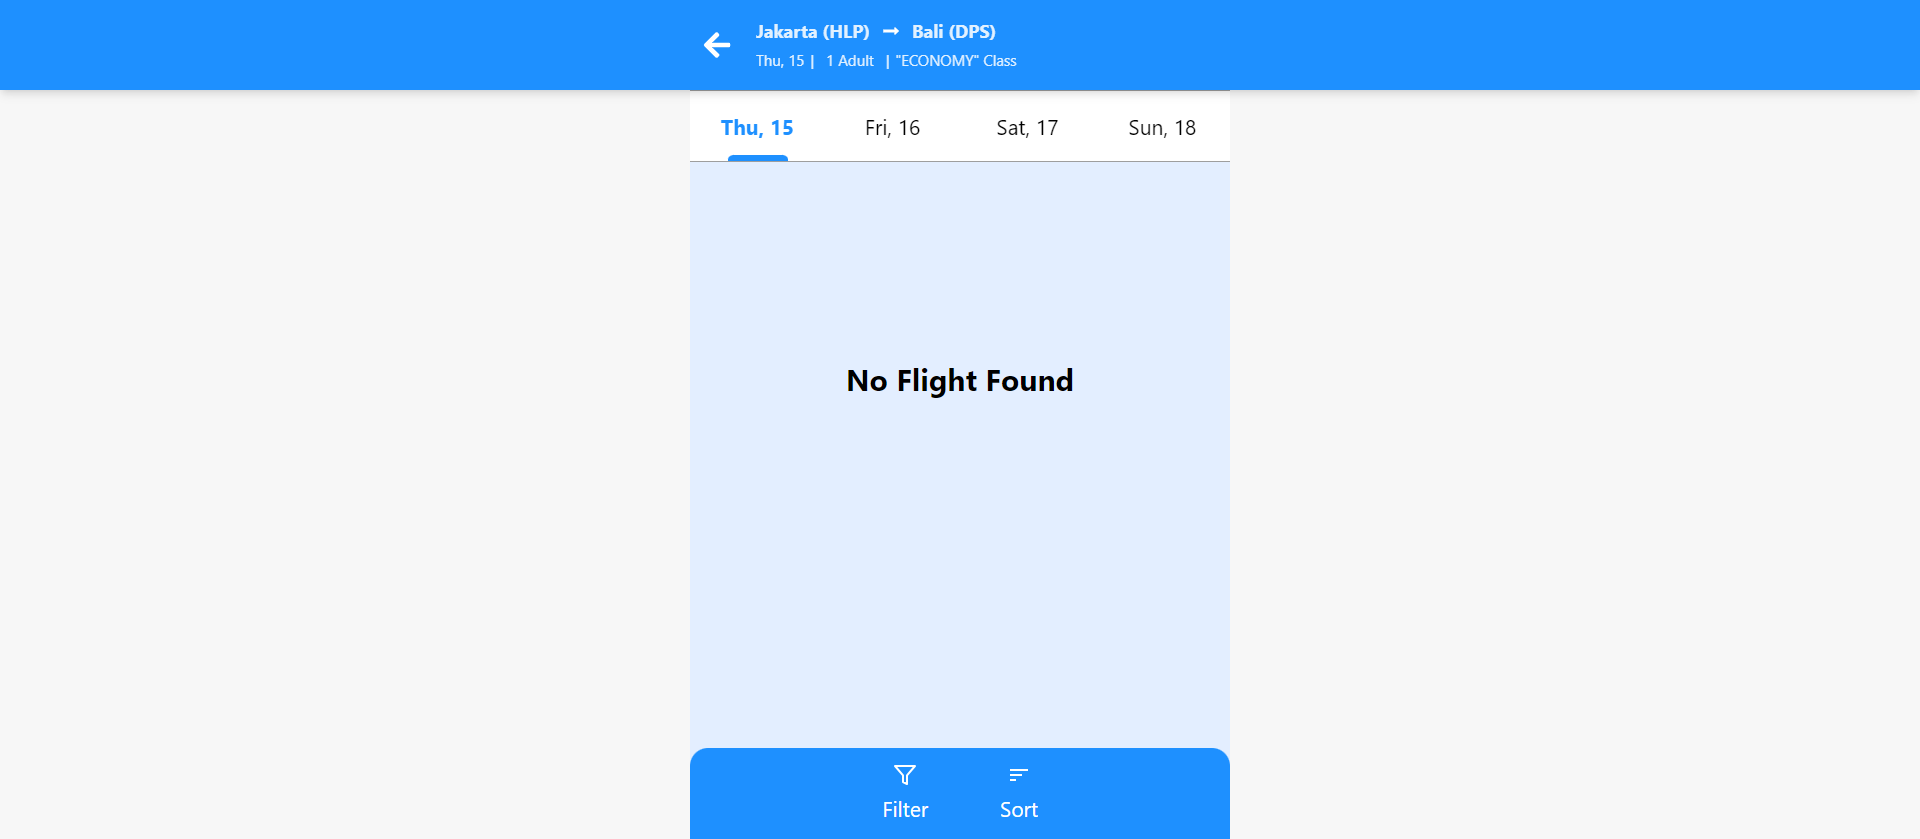 Jakarta (HLP) → Bali (DPS)
Thu, 15 | 1 Adult | "ECONOMY" Class
Thu, 15 Fri, 16 Sat, 17 Sun, 18
No Flight Found
Filter Sort